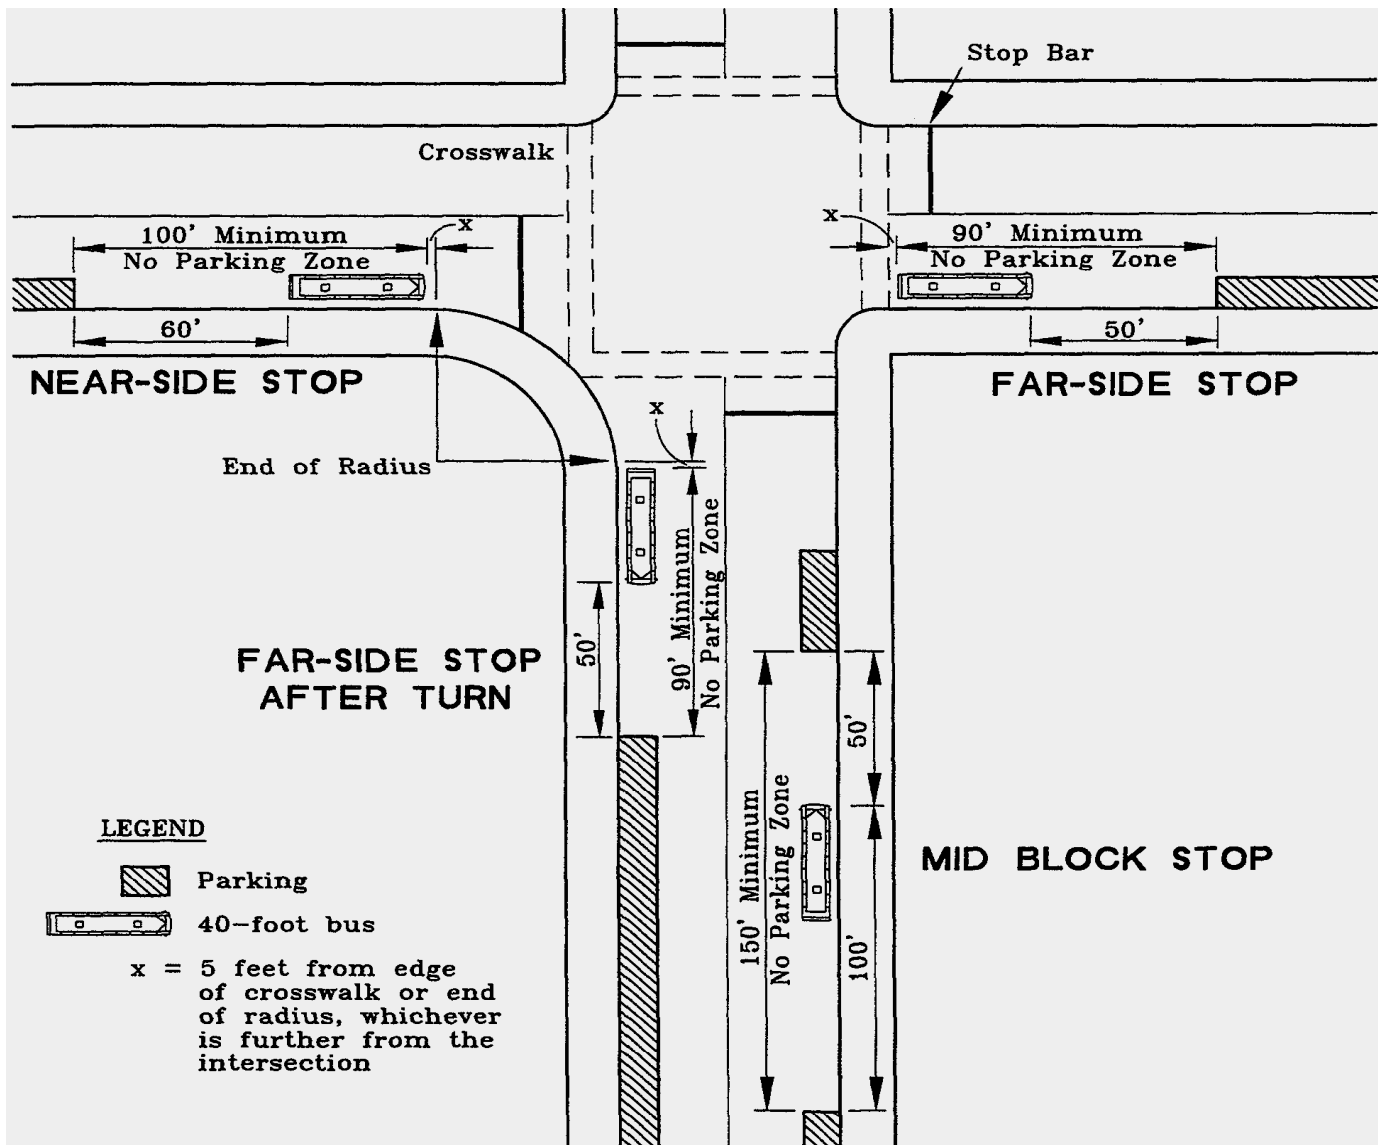 Stop Bar
Crosswalk
x
100' Minimum
No Parking Zone
60'
NEAR-SIDE STOP
x
90' Minimum
No Parking Zone
50'
FAR-SIDE STOP
End of Radius
x
90' Minimum
No Parking Zone
50'
FAR-SIDE STOP
AFTER TURN
150' Minimum
No Parking Zone
50'
100'
MID BLOCK STOP
LEGEND
Parking
40-foot bus
x = 5 feet from edge
of crosswalk or end
of radius, whichever
is further from the
intersection